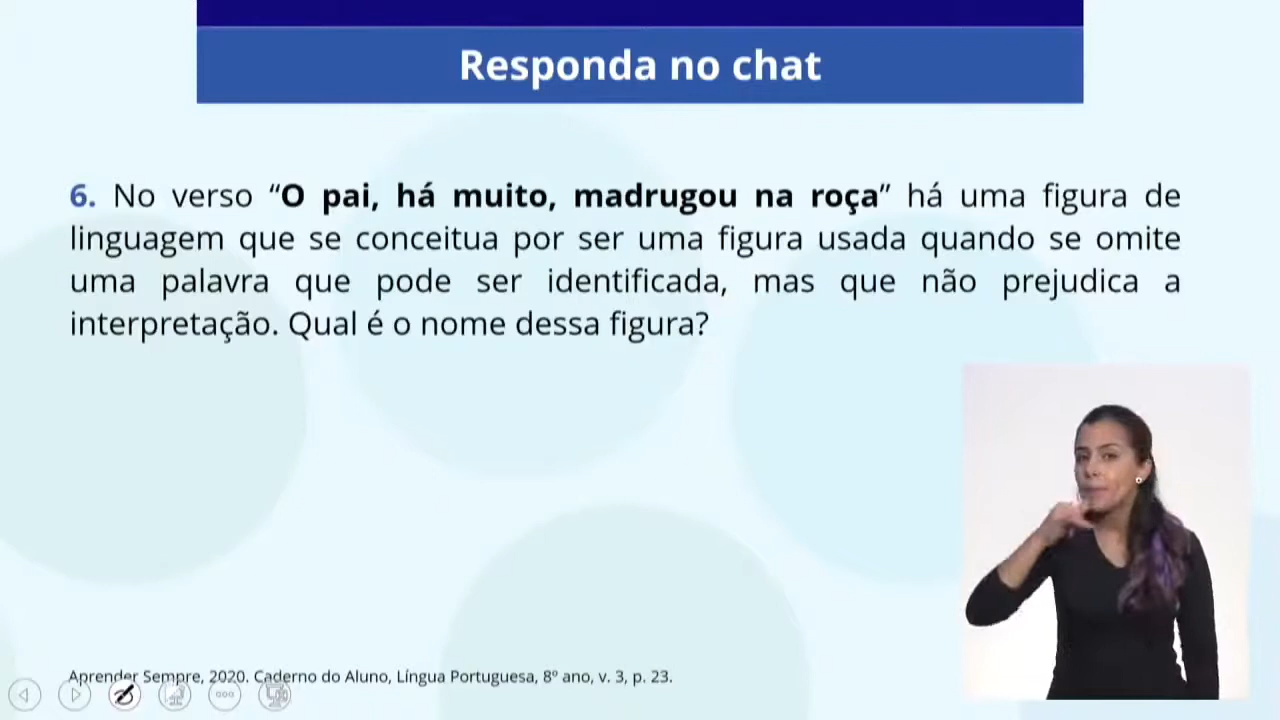 Responda no chat
6. No verso “O pai, há muito, madrugou na roça” há uma figura de
linguagem que se conceitua por ser uma figura usada quando se omite
uma palavra que pode ser identificada, mas que não prejudica a
interpretação. Qual é o nome dessa figura?
Aprender Sempre, 2020. Caderno do Aluno, Língua Portuguesa, 8º ano, v. 3, p. 23.